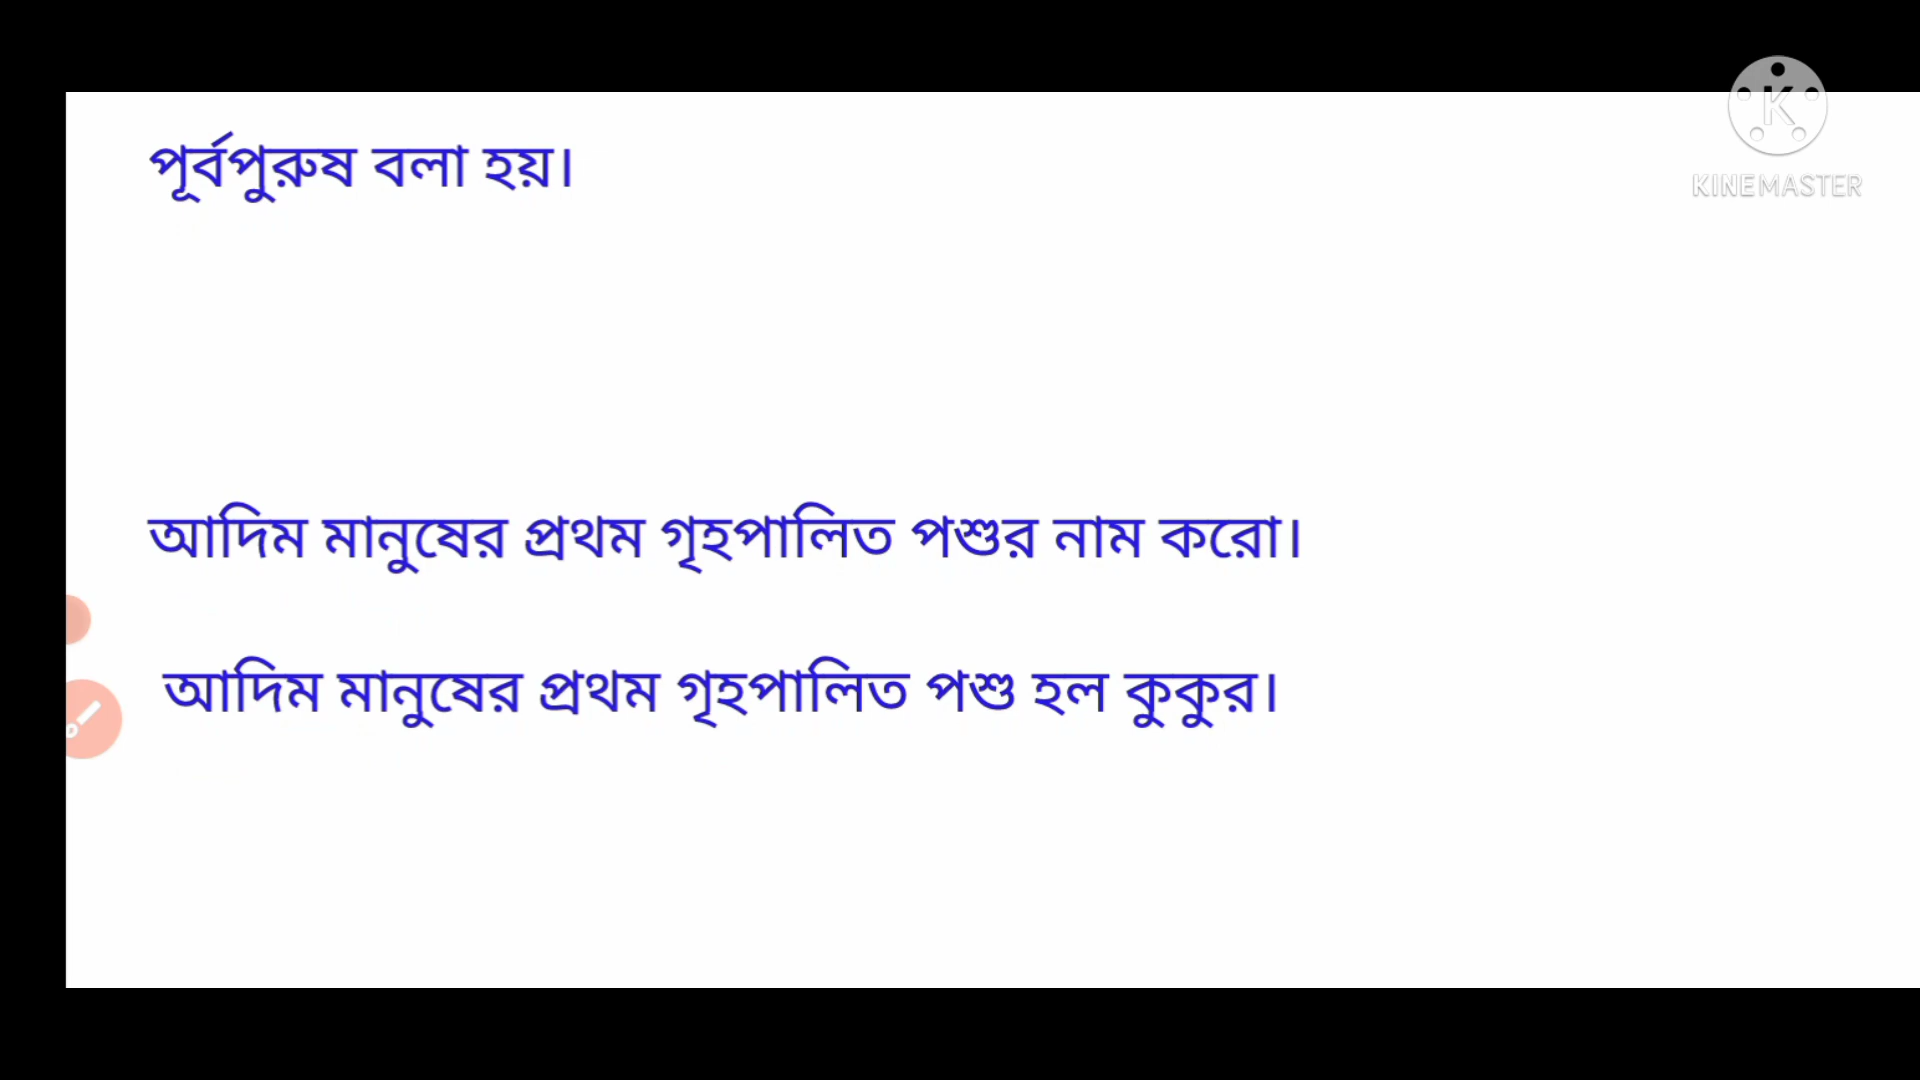 পূর্বপুরুষ বলা হয়।
KINEMASTER
আদিম মানুষের প্রথম গৃহপালিত পশুর নাম করো।
আদিম মানুষের প্রথম গৃহপালিত পশু হল কুকুর।